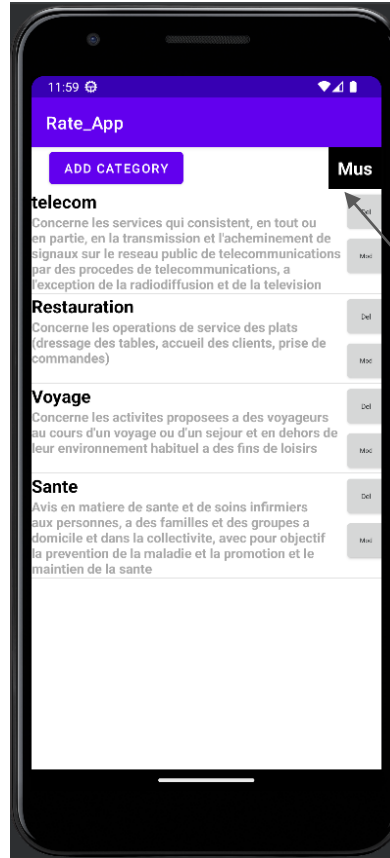 11:59
Rate_App
ADD CATEGORY
Mus
telecom
Del
Concerne les services qui consistent, en tout ou
en partie, en la transmission et l'acheminement de
signaux sur le reseau public de telecommunications
par des procedes de telecommunications, a
l'exception de la radiodiffusion et de la television
Mod
Restauration
Del
Concerne les operations de service des plats
(dressage des tables, accueil des clients, prise de
commandes)
Mod
Voyage
Del
Concerne les activites proposees a des voyageurs
au cours d'un voyage ou d'un sejour et en dehors de
leur environnement habituel a des fins de loisirs
Mod
Sante
Del
Avis en matiere de sante et de soins infirmiers
aux personnes, a des familles et des groupes a
domicile et dans la collectivite, avec pour objectif
la prevention de la maladie et la promotion et le
maintien de la sante
Mod